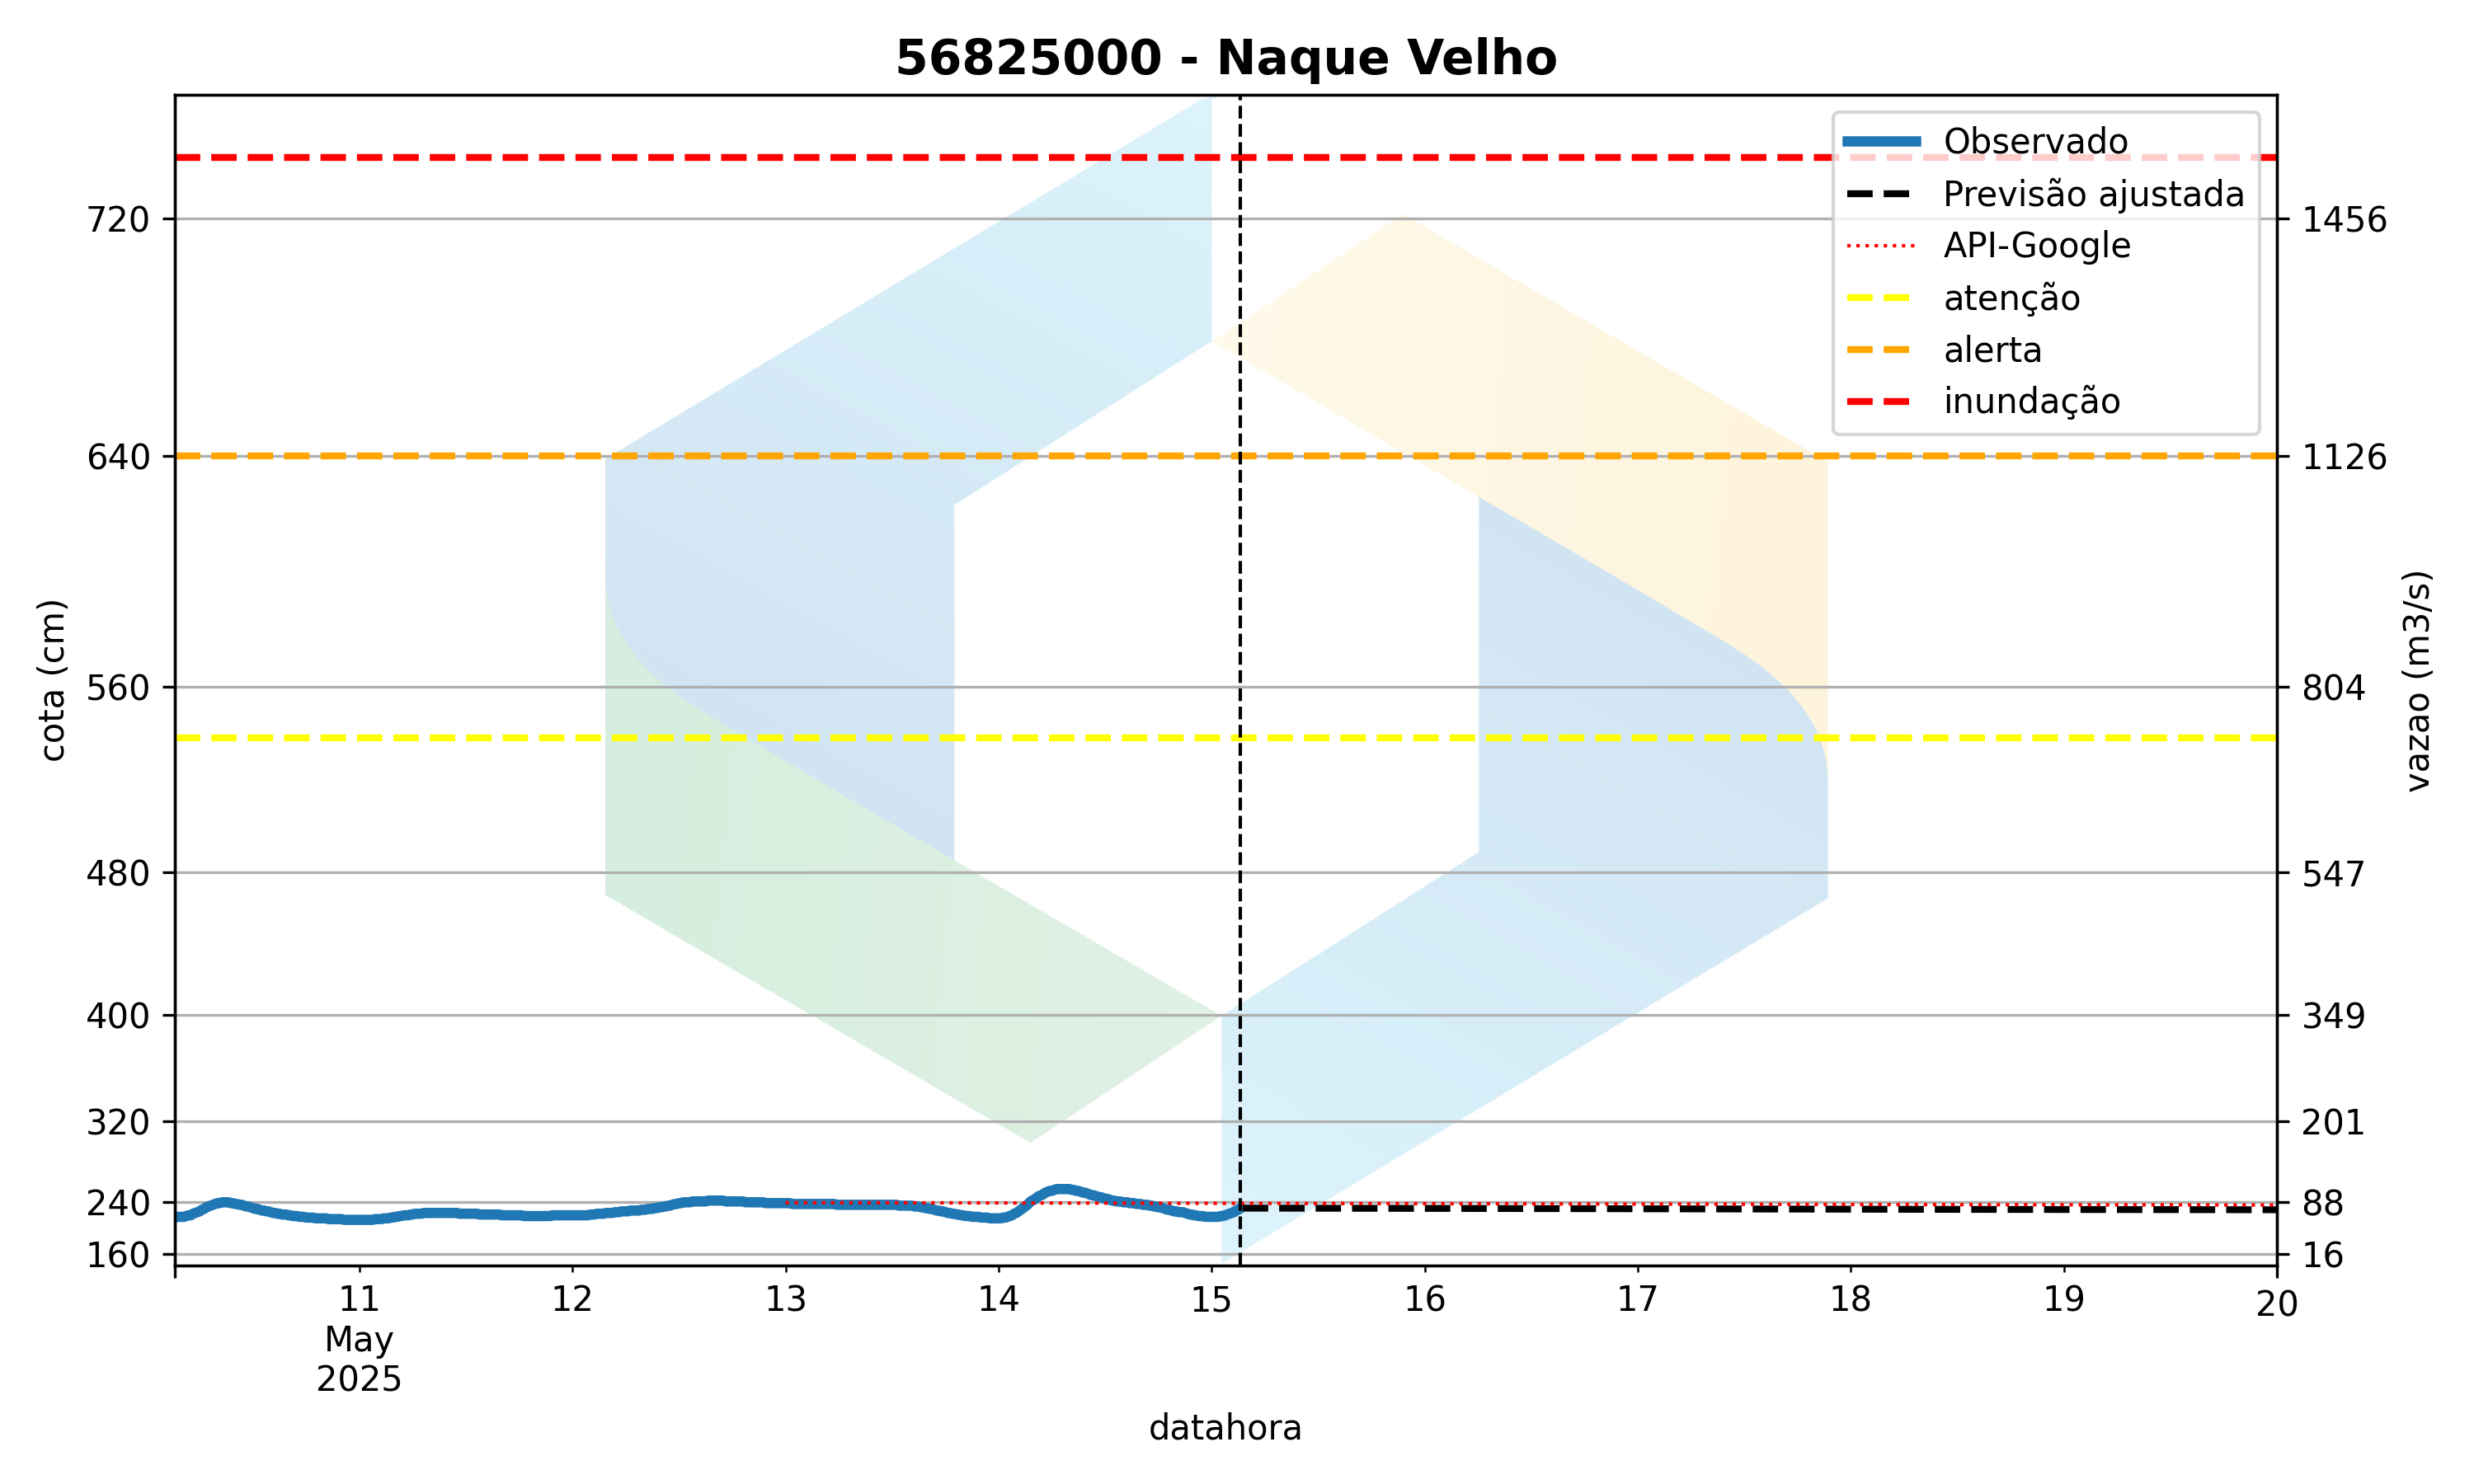 56825000 - Naque Velho
Observado
Previsão ajustada
API-Google
atenção
alerta
inundação
720
640
560
480
400
320
240
160
cota (cm)
1456
1126
804
547
349
201
88
16
vazao (m3/s)
11
May
2025
12
13
14
15
16
17
18
19
20
datahora